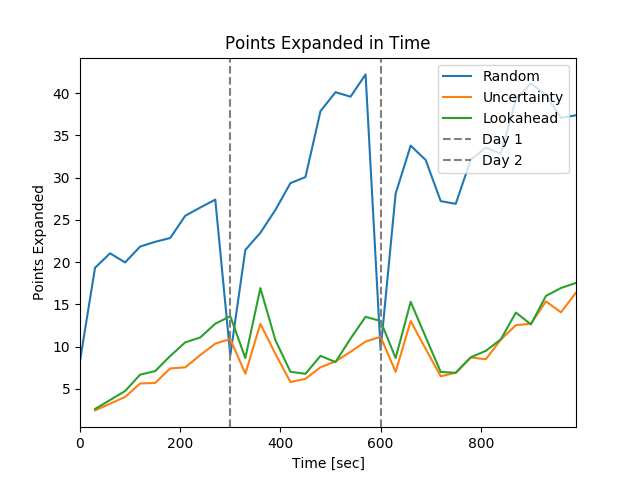 Points Expanded in Time
Points Expanded
40
35
30
25
20
15
10
5
0
200
400
600
800
Time [sec]
Random
Uncertainty
Lookahead
Day 1
Day 2